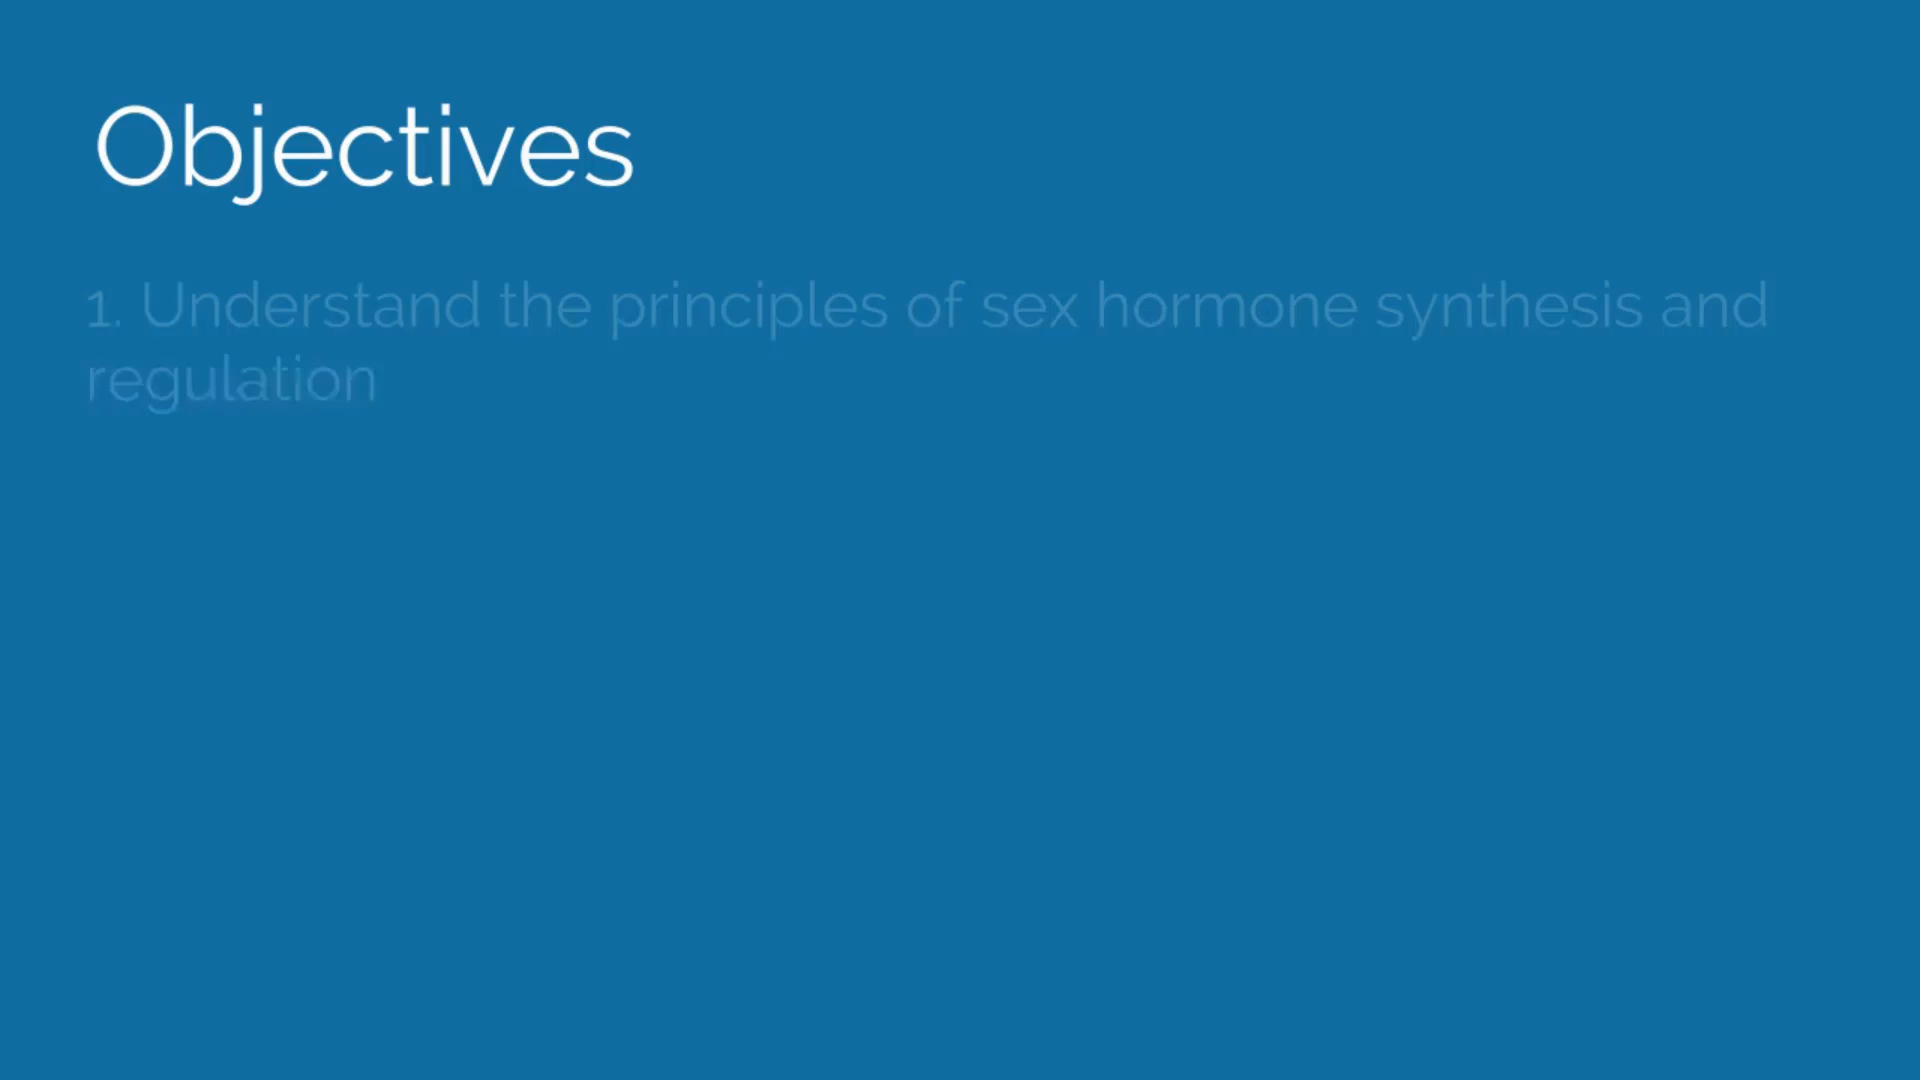 Objectives
1. Understand the principles of sex hormone synthesis and
regulation